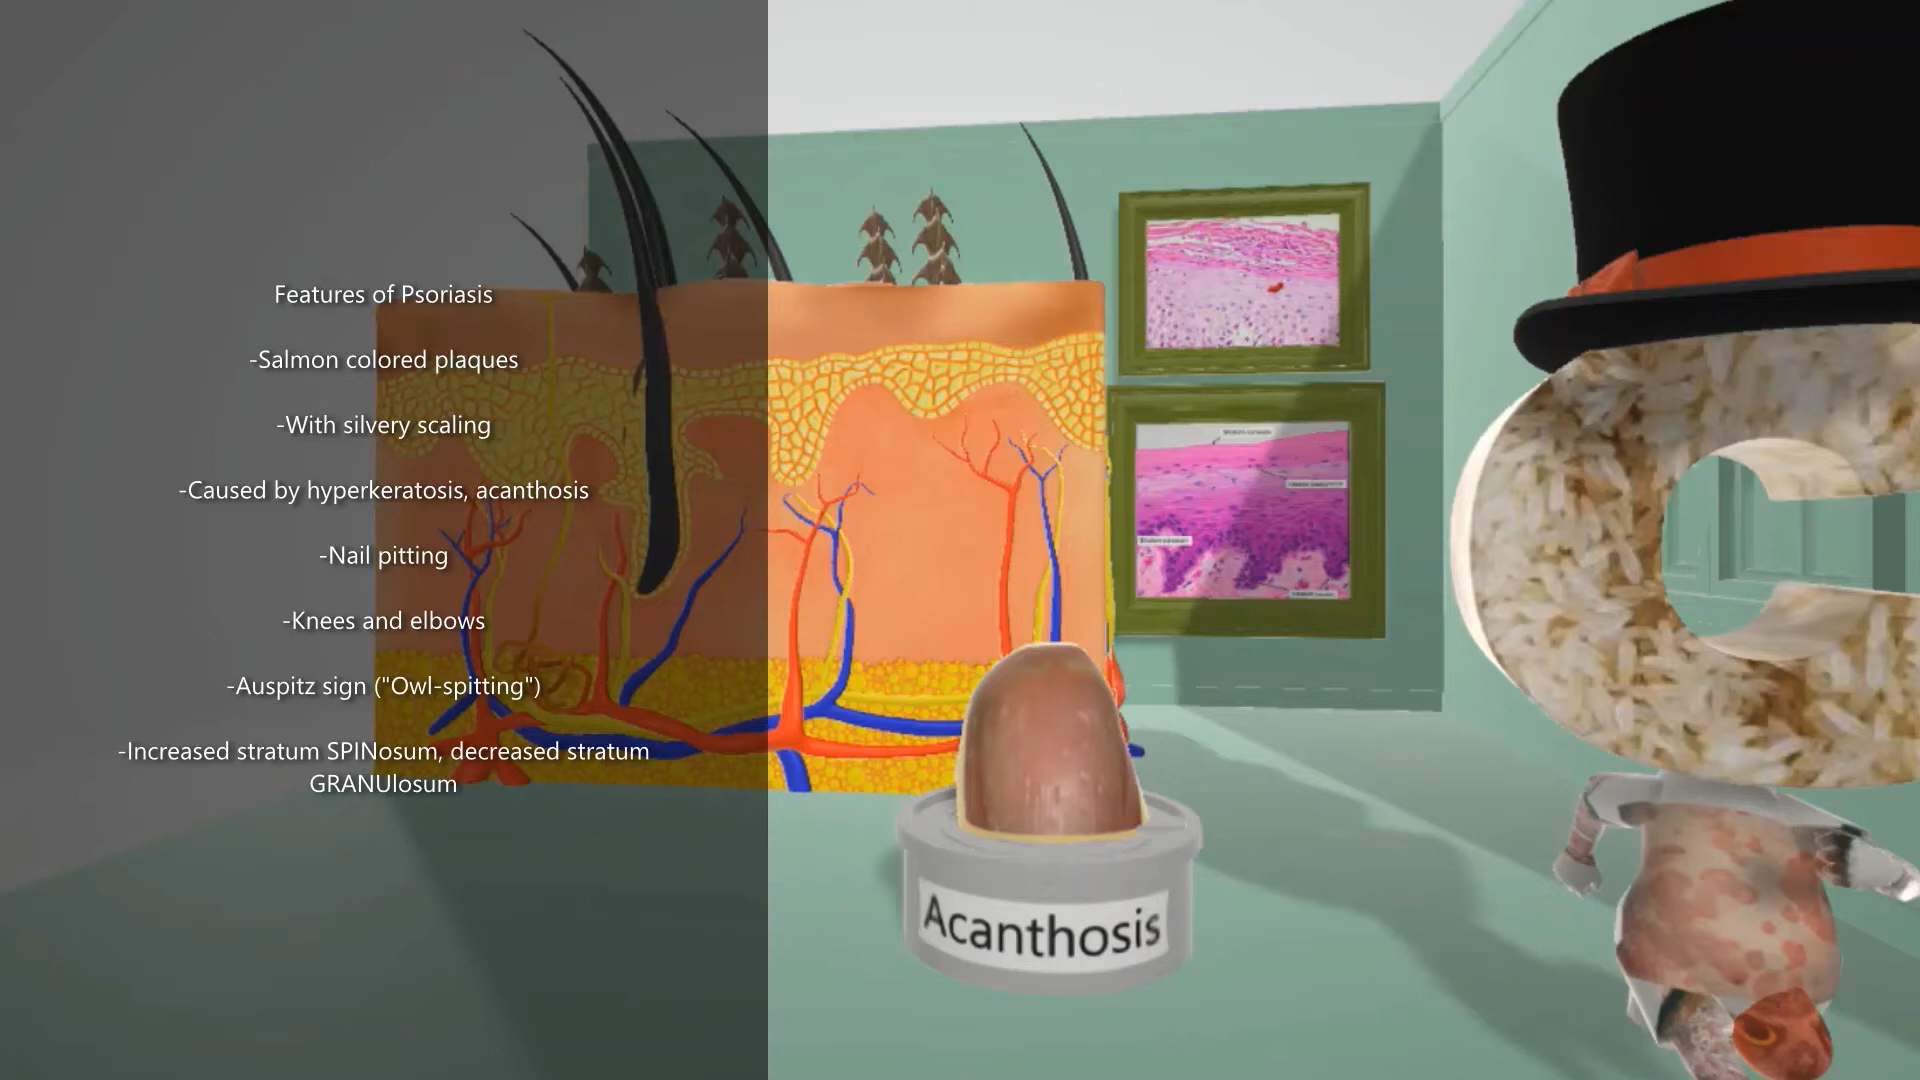 Features of Psoriasis
-Salmon colored plaques
-With silvery scaling
-Caused by hyperkeratosis, acanthosis
-Nail pitting
-Knees and elbows
-Auspitz sign ("Owl-spitting")
-Increased stratum SPINosum, decreased stratum
GRANUlosum
Acanthosis